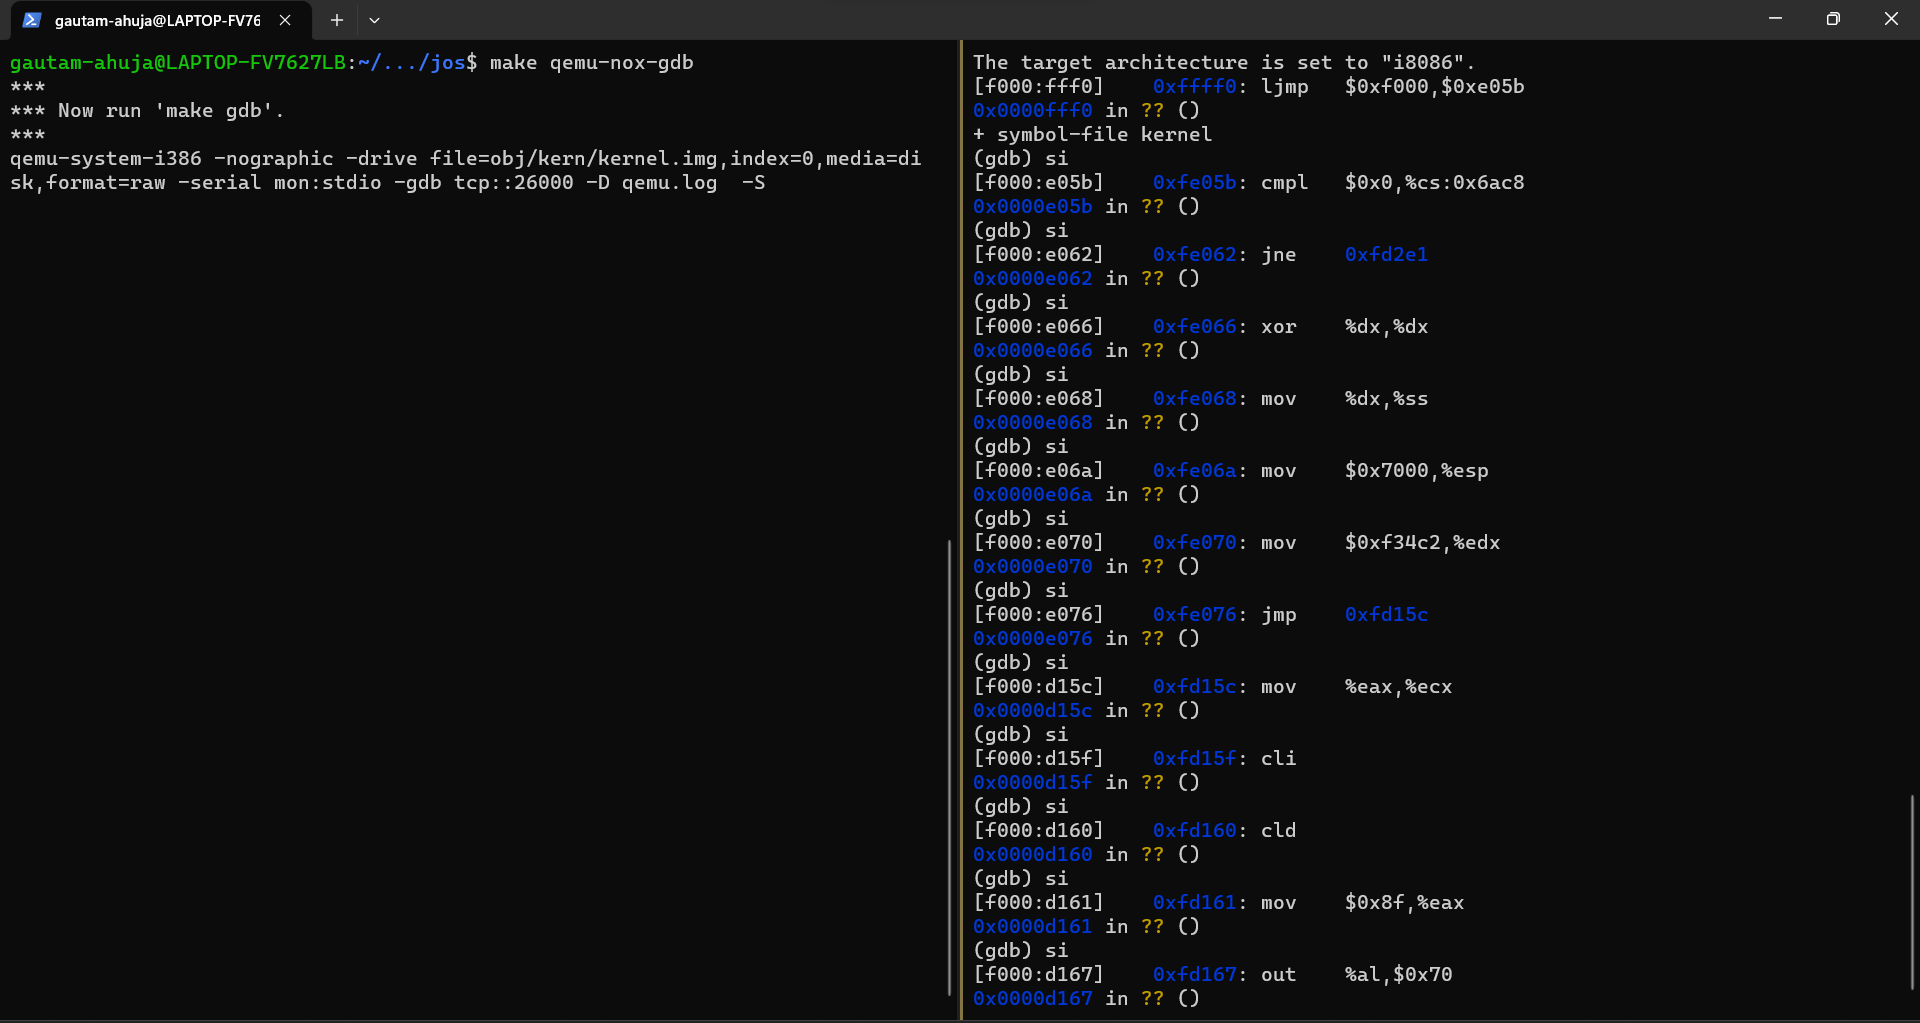 gautam-ahuja@LAPTOP-FV76
gautam-ahuja@LAPTOP-FV7627LB:~/.../jos$ make qemu-nox-gdb
***
*** Now run 'make gdb'.
***
qemu-system-i386 -nographic -drive file=obj/kern/kernel.img,index=0,media=di
sk,format=raw -serial mon:stdio -gdb tcp::26000 -D qemu.log  -S
The target architecture is set to "i8086".
[f000:fff0]    0xffff0: ljmp   $0xf000,$0xe05b
0x0000fff0 in ?? ()
+ symbol-file kernel
(gdb) si
[f000:e05b]    0xfe05b: cmpl   $0x0,%cs:0x6ac8
0x0000e05b in ?? ()
(gdb) si
[f000:e062]    0xfe062: jne    0xfd2e1
0x0000e062 in ?? ()
(gdb) si
[f000:e066]    0xfe066: xor    %dx,%dx
0x0000e066 in ?? ()
(gdb) si
[f000:e068]    0xfe068: mov    %dx,%ss
0x0000e068 in ?? ()
(gdb) si
[f000:e06a]    0xfe06a: mov    $0x7000,%esp
0x0000e06a in ?? ()
(gdb) si
[f000:e070]    0xfe070: mov    $0xf34c2,%edx
0x0000e070 in ?? ()
(gdb) si
[f000:e076]    0xfe076: jmp    0xfd15c
0x0000e076 in ?? ()
(gdb) si
[f000:d15c]    0xfd15c: mov    %eax,%ecx
0x0000d15c in ?? ()
(gdb) si
[f000:d15f]    0xfd15f: cli
0x0000d15f in ?? ()
(gdb) si
[f000:d160]    0xfd160: cld
0x0000d160 in ?? ()
(gdb) si
[f000:d161]    0xfd161: mov    $0x8f,%eax
0x0000d161 in ?? ()
(gdb) si
[f000:d167]    0xfd167: out    %al,$0x70
0x0000d167 in ?? ()